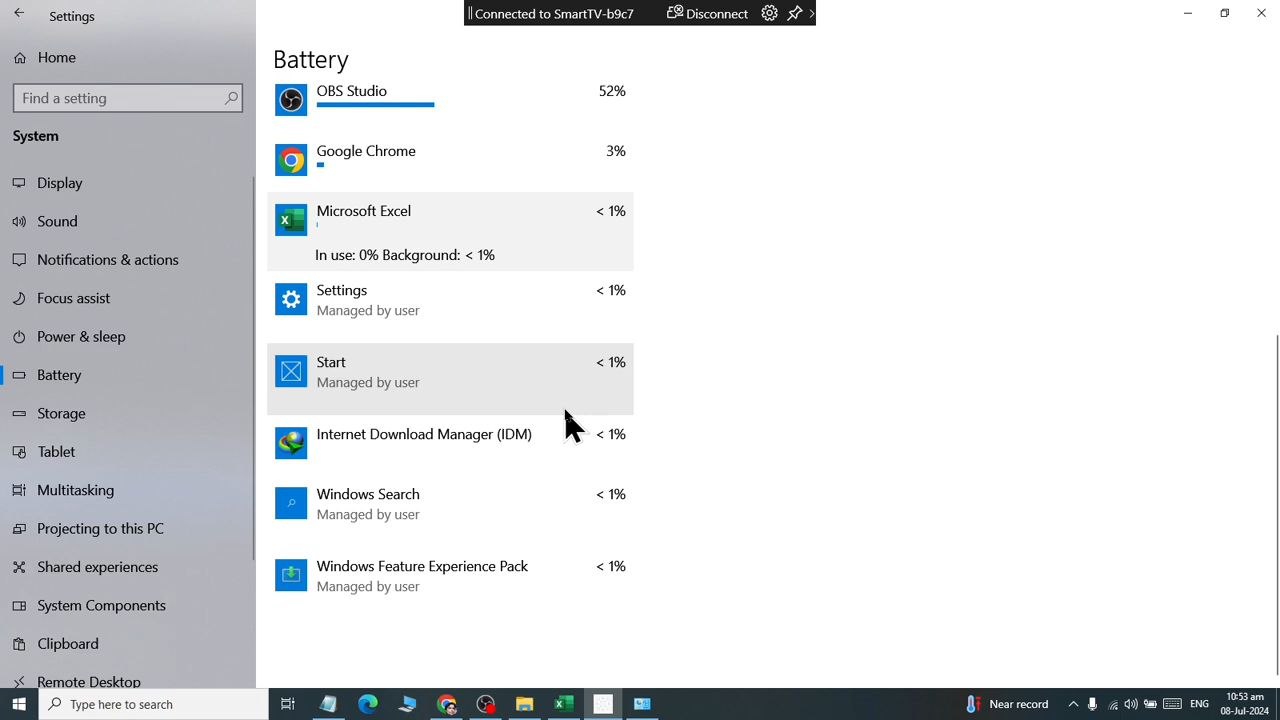 Settings
Connected to SmartTV-b9c7 Disconnect
Home
Find a setting
System
Display
Sound
Notifications & actions
Focus assist
Power & sleep
Battery
Storage
Tablet
Multitasking
Projecting to this PC
Shared experiences
System Components
Clipboard
Remote Desktop
Battery
OBS Studio 52%
Google Chrome 3%
Microsoft Excel < 1%
In use: 0% Background: < 1%
Settings < 1%
Managed by user
Start < 1%
Managed by user
Internet Download Manager (IDM) < 1%
Windows Search < 1%
Managed by user
Windows Feature Experience Pack < 1%
Managed by user
Type here to search
Near record
ENG
10:53 am
08-Jul-2024